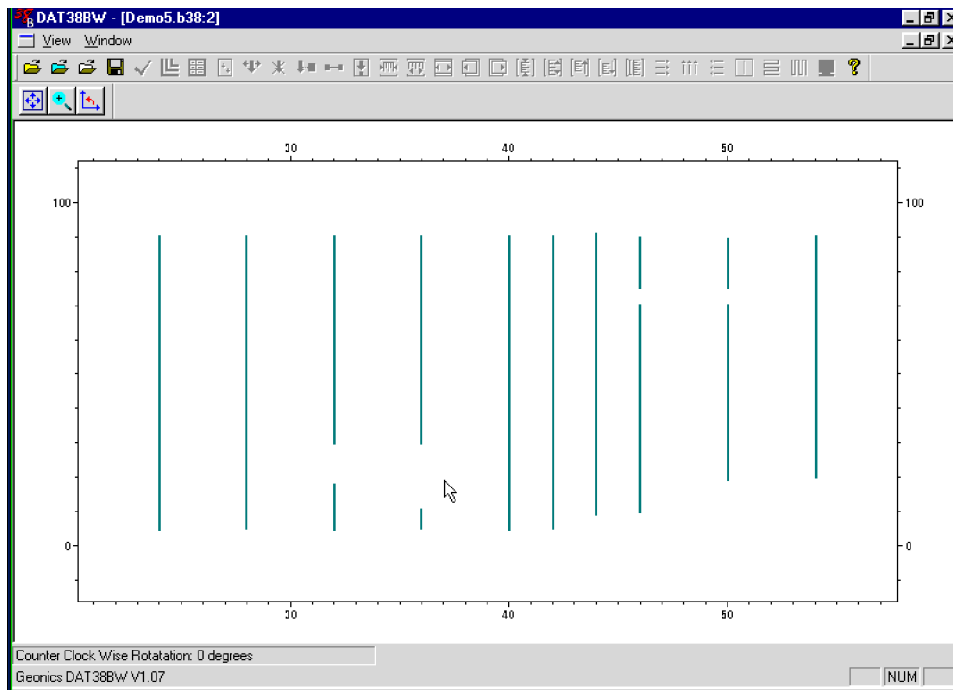 DAT38BW - [Demo5.b38:2]
View Window
30 40 50
100 100
0 0
30 40 50
Counter Clock Wise Rotatation: 0 degrees
Geonics DAT38BW V1.07 NUM